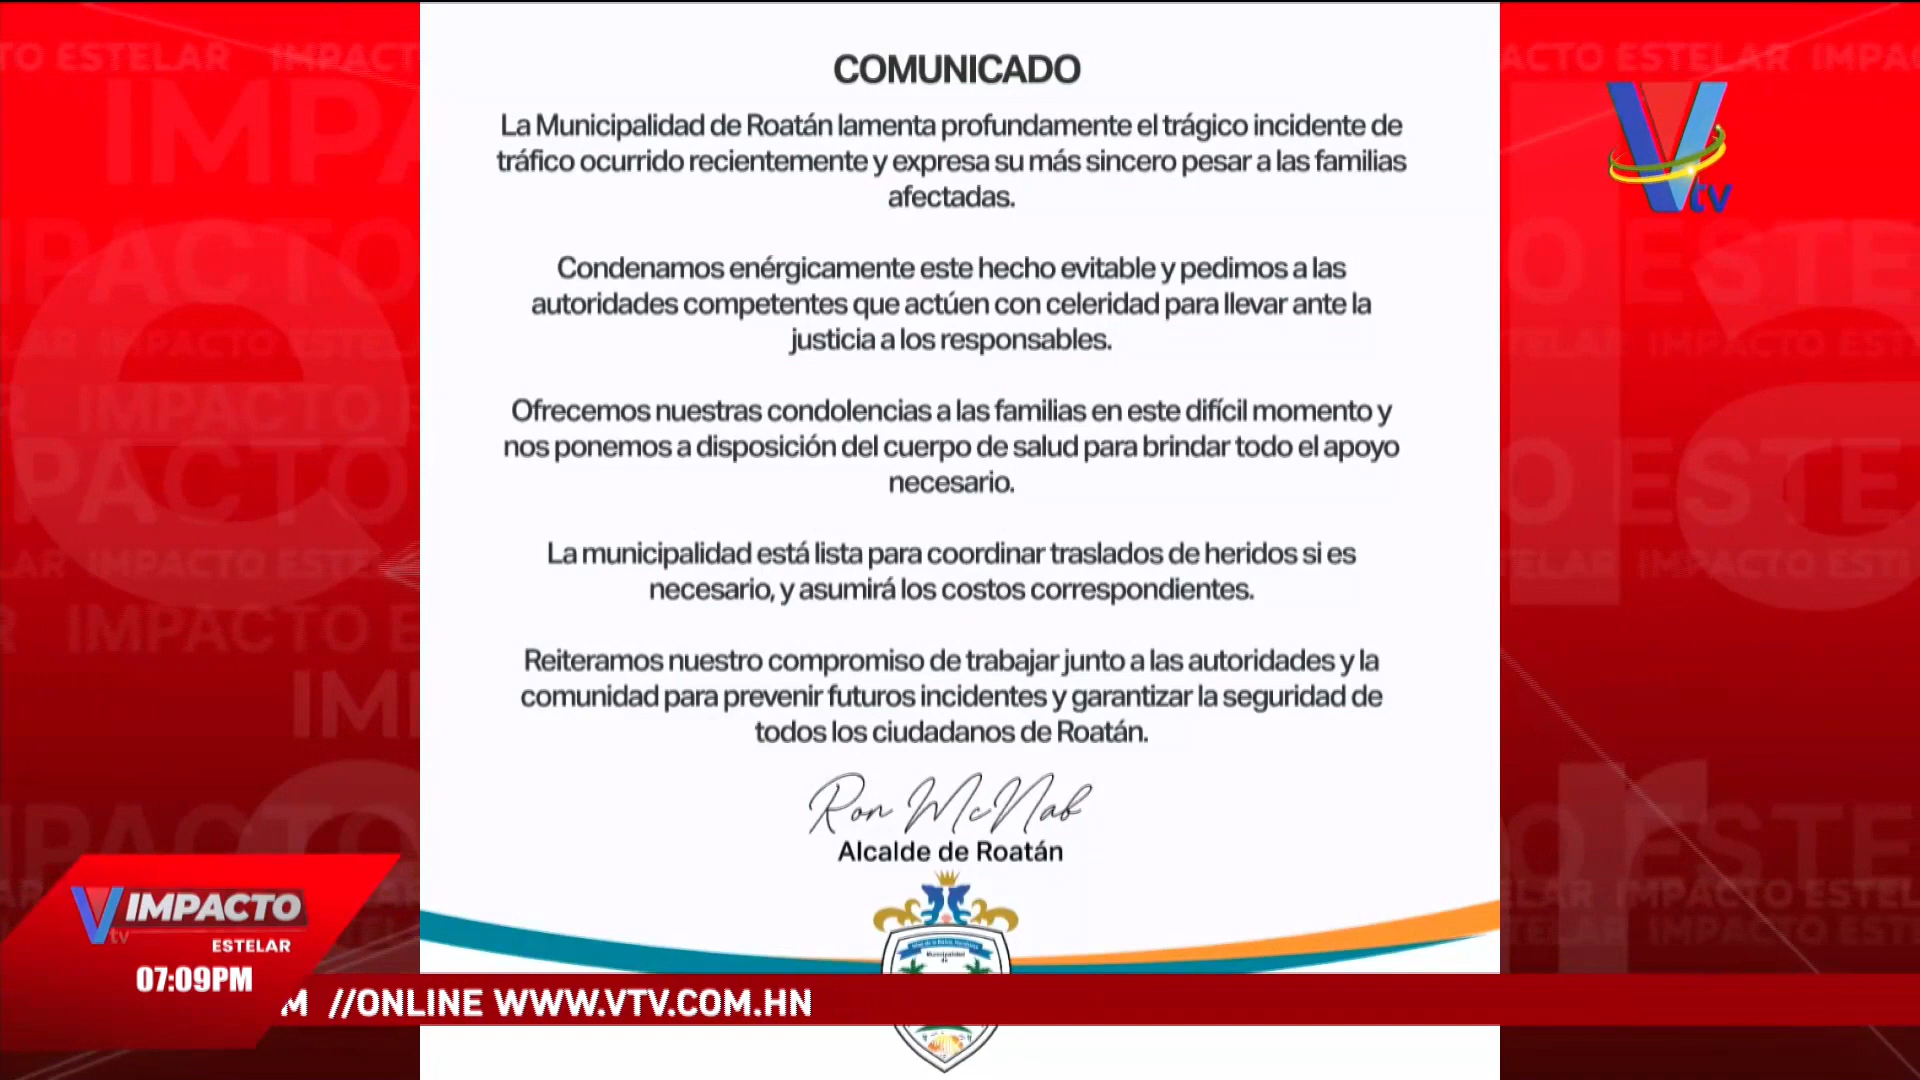 COMUNICADO
La Municipalidad de Roatán lamenta profundamente el trágico incidente de
tráfico ocurrido recientemente y expresa su más sincero pesar a las familias
afectadas.
Condenamos enérgicamente este hecho evitable y pedimos a las
autoridades competentes que actúen con celeridad para llevar ante la
justicia a los responsables.
Ofrecemos nuestras condolencias a las familias en este difícil momento y
nos ponemos a disposición del cuerpo de salud para brindar todo el apoyo
necesario.
La municipalidad está lista para coordinar traslados de heridos si es
necesario, y asumirá los costos correspondientes.
Reiteramos nuestro compromiso de trabajar junto a las autoridades y la
comunidad para prevenir futuros incidentes y garantizar la seguridad de
todos los ciudadanos de Roatán.
Ron McNab
Alcalde de Roatán
Municipalidad
de
Vtv
Vtv IMPACTO
ESTELAR
07:09PM
M //ONLINE WWW.VTV.COM.HN
IMPACTO ESTELAR